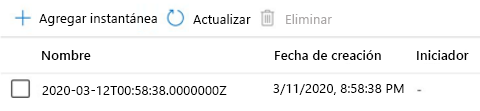 Agregar instantánea Actualizar Eliminar
Nombre Fecha de creación Iniciador
2020-03-12T00:58:38.0000000Z 3/11/2020, 8:58:38 PM -